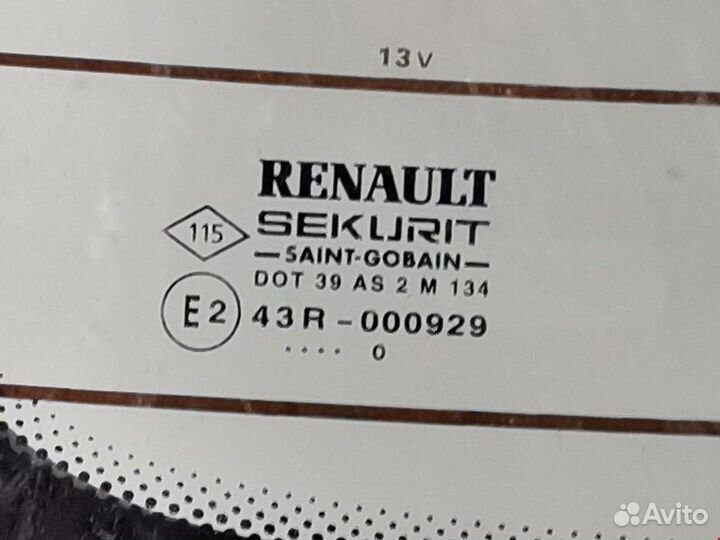 13V
RENAULT
115
SEKURIT
—SAINT-GOBAIN—
DOT 39 AS 2 M 134
E2 43R-000929
.... 0
Avito